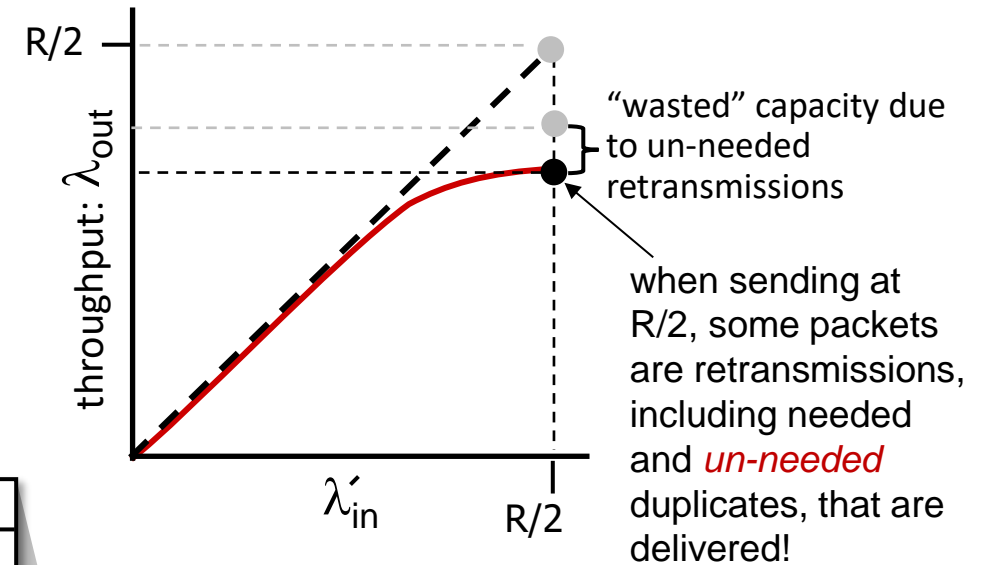 R/2
throughput: λout
“wasted” capacity due
to un-needed
retransmissions
when sending at
R/2, some packets
are retransmissions,
including needed
and un-needed
duplicates, that are
delivered!
λ′in
R/2